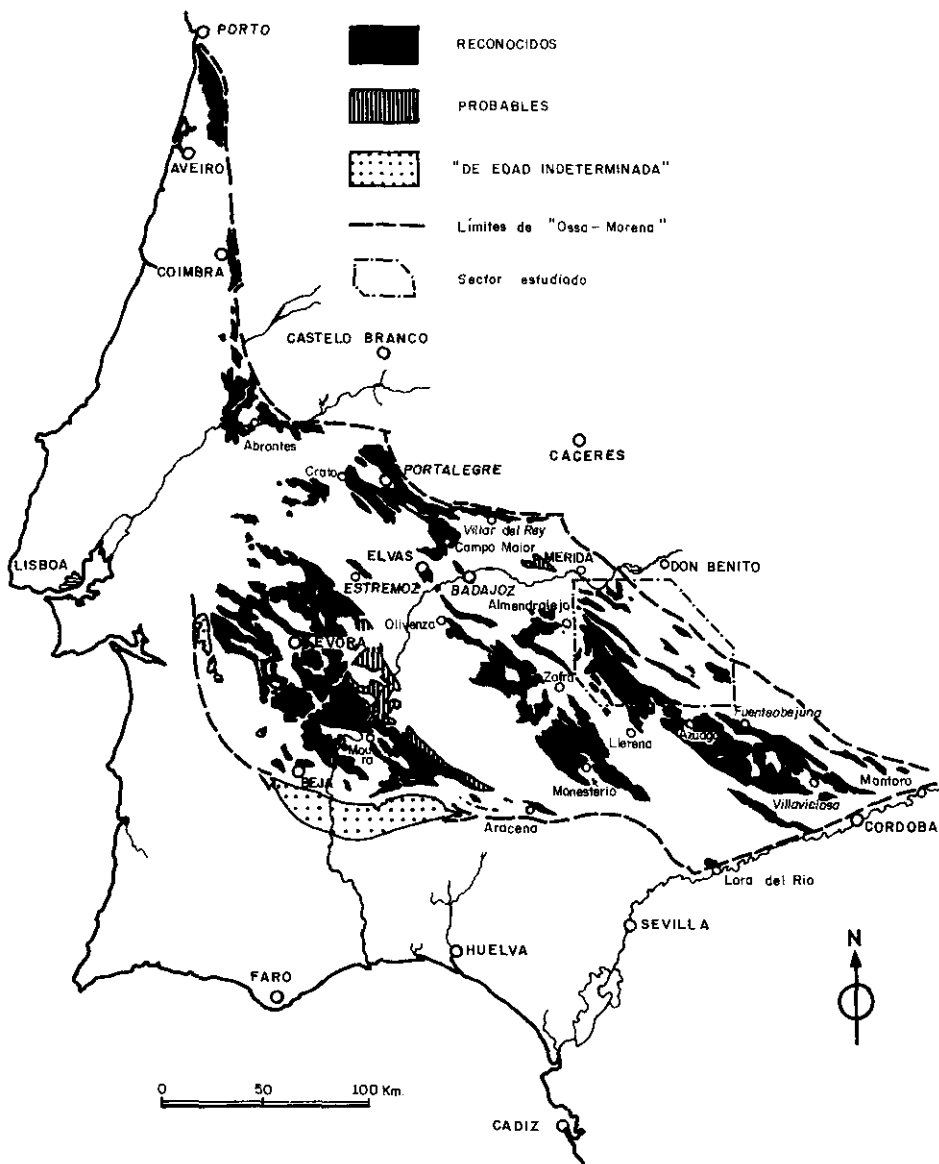 PORTO
RECONOCIDOS
PROBABLES
AVEIRO
"DE EDAD INDETERMINADA"
Límites de "Ossa-Morena"
COIMBRA
Sector estudiado
CASTELO BRANCO
Abrantes
CACERES
Crato
PORTALEGRE
Villar del Rey
Campo Maior
LISBOA
ELVAS
MERIDA
DON BENITO
ESTREMOZ
BADAJOZ
Almendralejo
Olivenza
EVORA
Zafra
Fuenteobejuna
Llerena
Azuaga
Mou
ra
BEJA
Monesterio
Montoro
Villaviciosa
Aracena
CORDOBA
Lora del Rio
SEVILLA
HUELVA
N
FARO
0 50 100 Km.
CADIZ